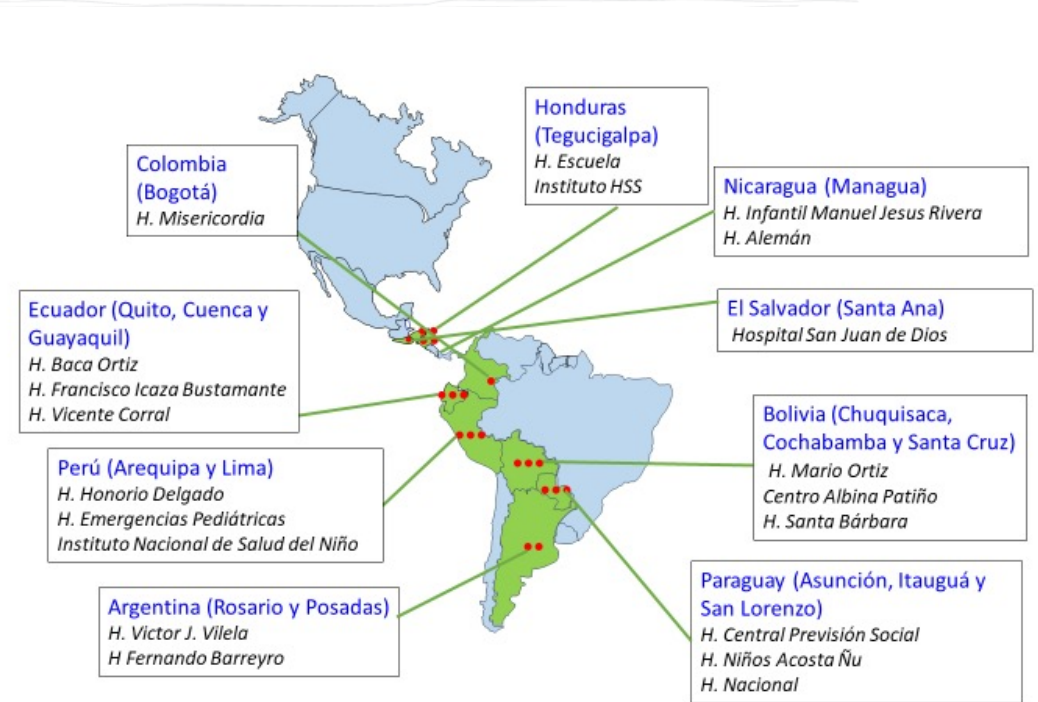 Honduras
(Tegucigalpa)
H. Escuela
Instituto HSS
Colombia
(Bogotá)
H. Misericordia
Nicaragua (Managua)
H. Infantil Manuel Jesus Rivera
H. Alemán
Ecuador (Quito, Cuenca y
Guayaquil)
H. Baca Ortiz
H. Francisco Icaza Bustamante
H. Vicente Corral
El Salvador (Santa Ana)
Hospital San Juan de Dios
Bolivia (Chuquisaca,
Cochabamba y Santa Cruz)
H. Mario Ortiz
Centro Albina Patiño
H. Santa Bárbara
Perú (Arequipa y Lima)
H. Honorio Delgado
H. Emergencias Pediátricas
Instituto Nacional de Salud del Niño
Paraguay (Asunción, Itauguá y
San Lorenzo)
H. Central Previsión Social
H. Niños Acosta Ñu
H. Nacional
Argentina (Rosario y Posadas)
H. Victor J. Vilela
H Fernando Barreyro